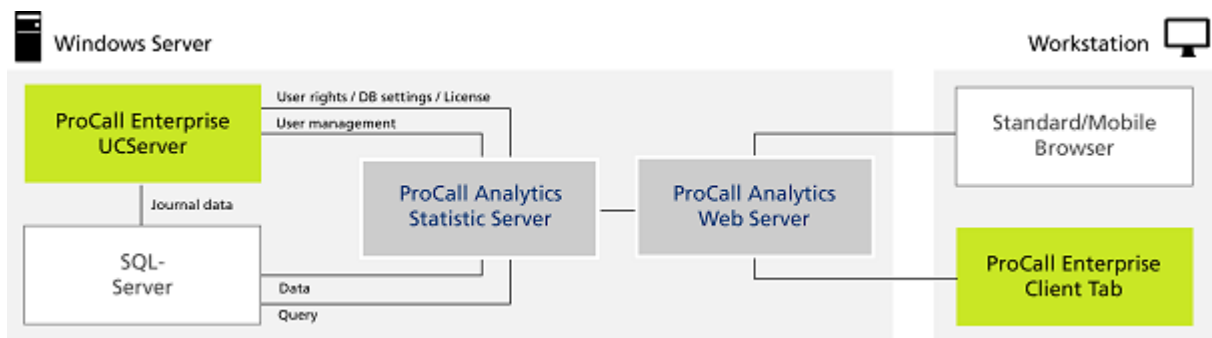 Windows Server
Workstation
ProCall Enterprise
UCServer
User rights / DB settings / License
User management
Journal data
SQL-
Server
Data
Query
ProCall Analytics
Statistic Server
ProCall Analytics
Web Server
Standard/Mobile
Browser
ProCall Enterprise
Client Tab